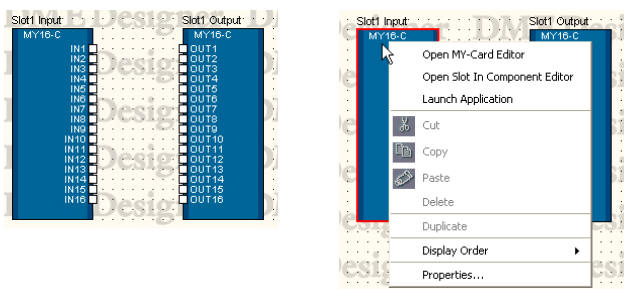 Slot1 Input
Slot1 Output
MY16-C
MY16-C
IN1
IN2
IN3
IN4
IN5
IN6
IN7
IN8
IN9
IN10
IN11
IN12
IN13
IN14
IN15
IN16
OUT1
OUT2
OUT3
OUT4
OUT5
OUT6
OUT7
OUT8
OUT9
OUT10
OUT11
OUT12
OUT13
OUT14
OUT15
OUT16
DME Designer
Slot1 Input
Slot1 Output
MY16-C
MY16-C
Open MY-Card Editor
Open Slot In Component Editor
Launch Application
Cut
Copy
Paste
Delete
Duplicate
Display Order
Properties...